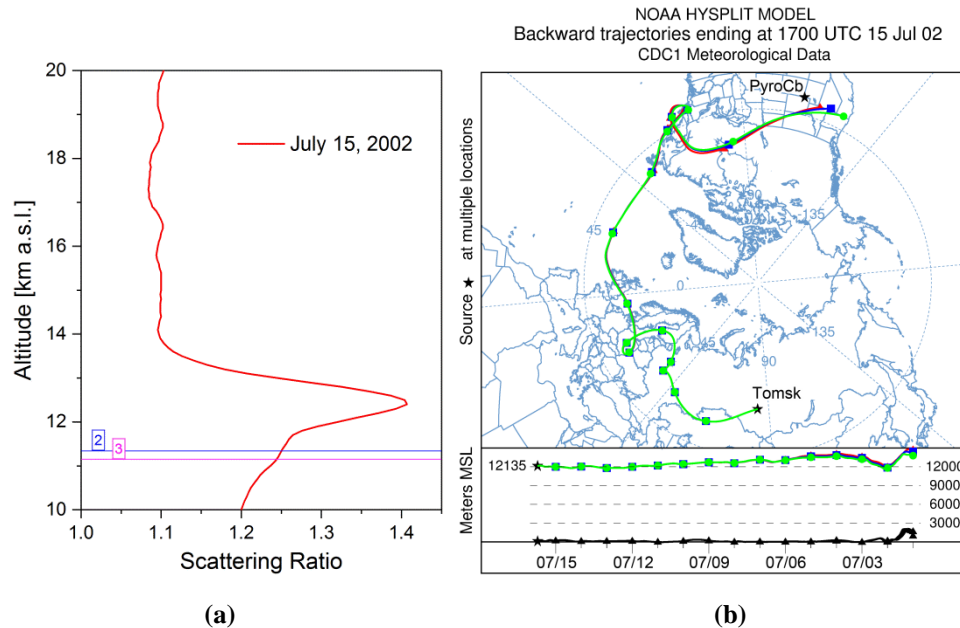 20
18
16
14
12
10
Altitude [km a.s.l.]
July 15, 2002
2
3
1.0 1.1 1.2 1.3 1.4
Scattering Ratio
(a)
NOAA HYSPLIT MODEL
Backward trajectories ending at 1700 UTC 15 Jul 02
CDC1 Meteorological Data
Source ★ at multiple locations
PyroCb
-90
-135
45
0
-45
135
90
Tomsk
Meters MSL
12135
12000
9000
6000
3000
07/15 07/12 07/09 07/06 07/03
(b)